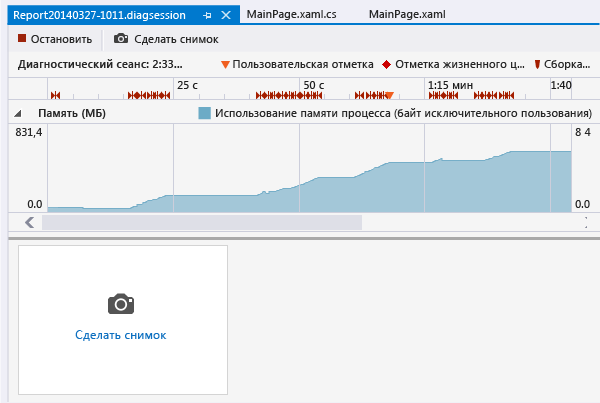 Report20140327-1011.diagsession MainPage.xaml.cs MainPage.xaml
Остановить Сделать снимок
Диагностический сеанс: 2:33... Пользовательская отметка Отметка жизненного ц... Сборка...
25 с 50 с 1:15 мин 1:40
Память (МБ) Использование памяти процесса (байт исключительного пользования)
831,4 8 4
0.0 0.0
Сделать снимок